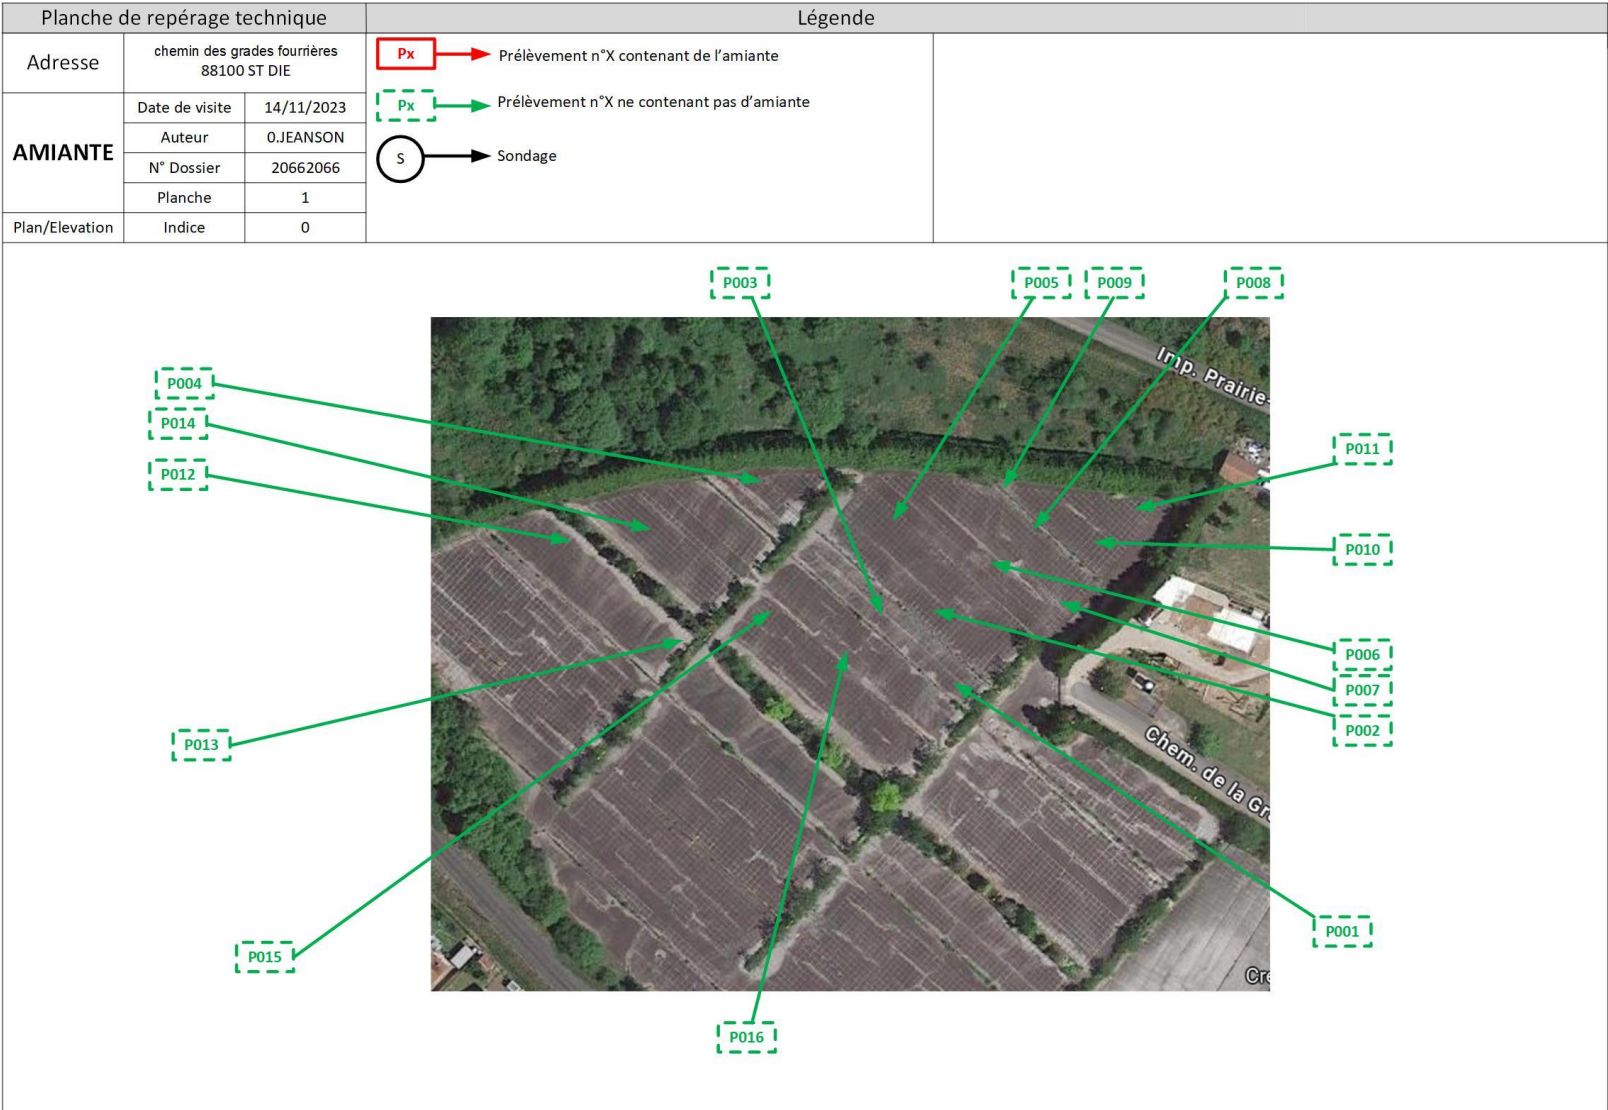 Planche de repérage technique
Légende
Adresse
chemin des grades fourrières
88100 ST DIE
AMIANTE
Date de visite
14/11/2023
Auteur
0.JEANSON
N° Dossier
20662066
Planche
1
Plan/Elevation
Indice
0
Px
Prélèvement n°X contenant de l'amiante
Px
Prélèvement n°X ne contenant pas d'amiante
S
Sondage
P003
P005
P009
P008
P004
P014
P012
P011
P010
P006
P007
P002
P013
P015
P001
P016
Imp. Prairie-
Chem. de la Gr